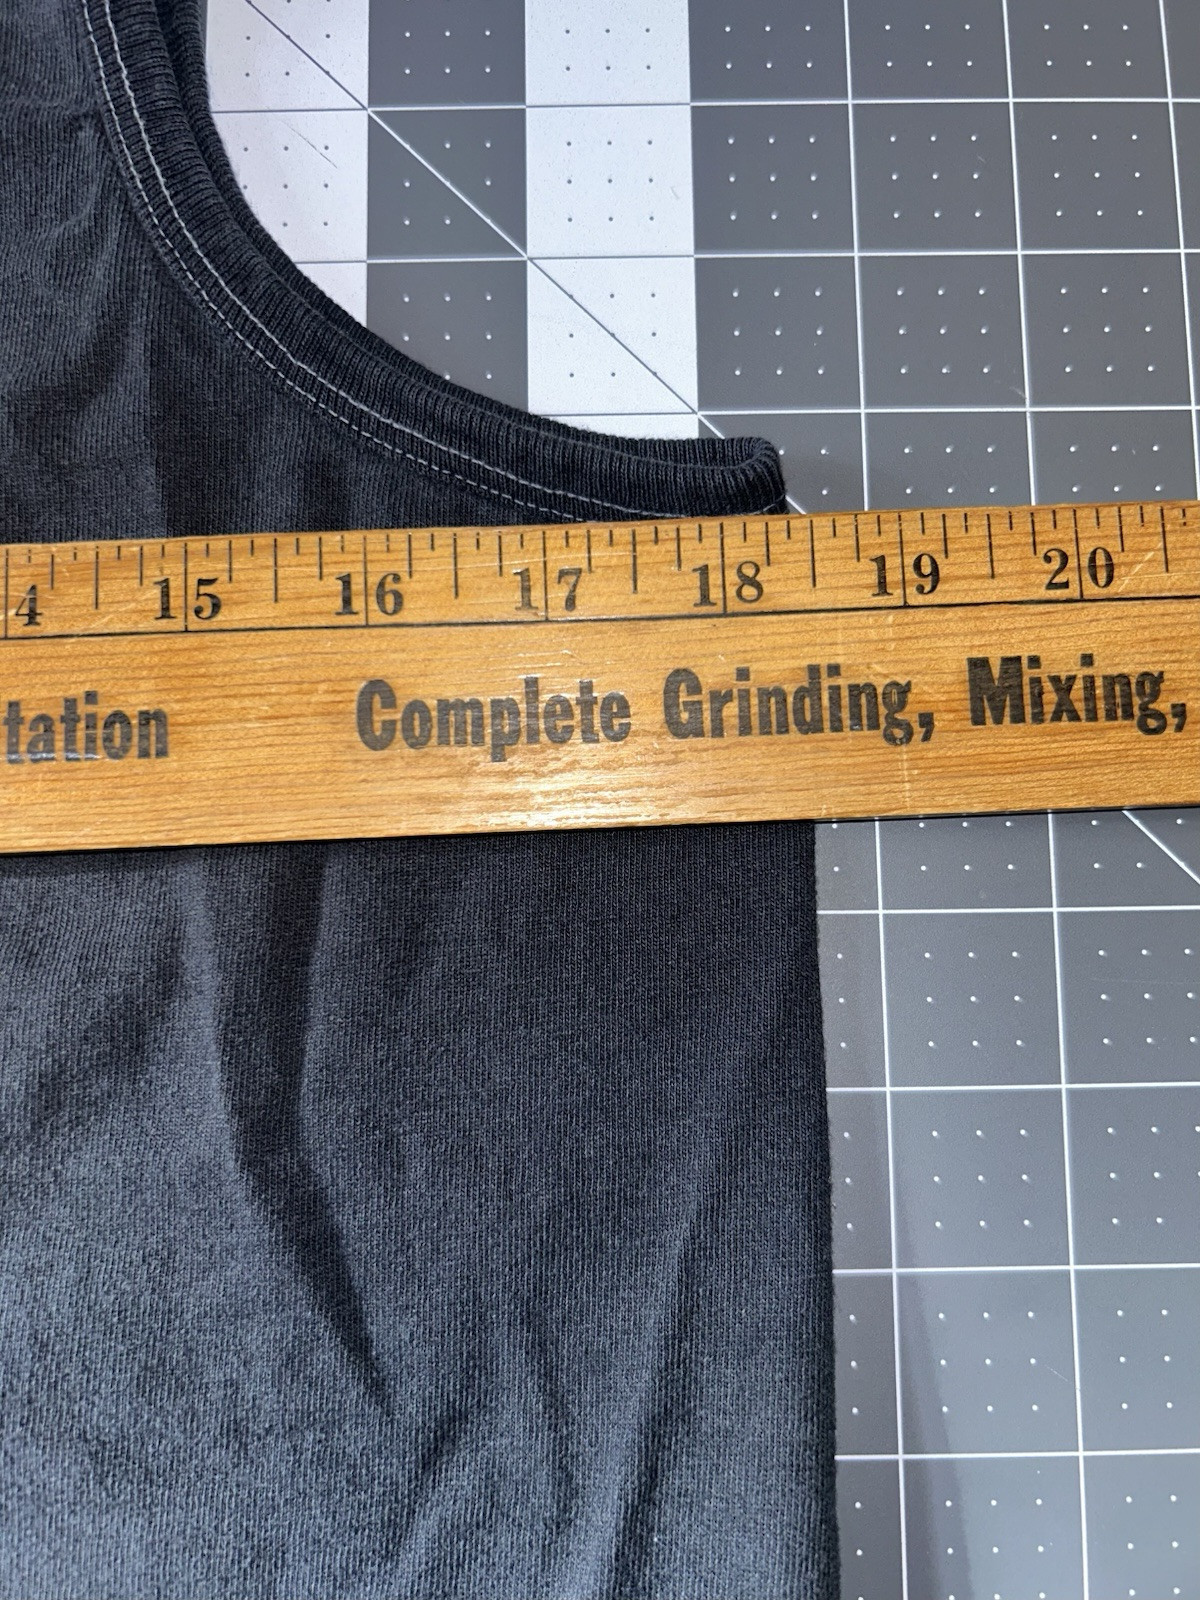 4 15 16 17 18 19 20
tation Complete Grinding, Mixing,